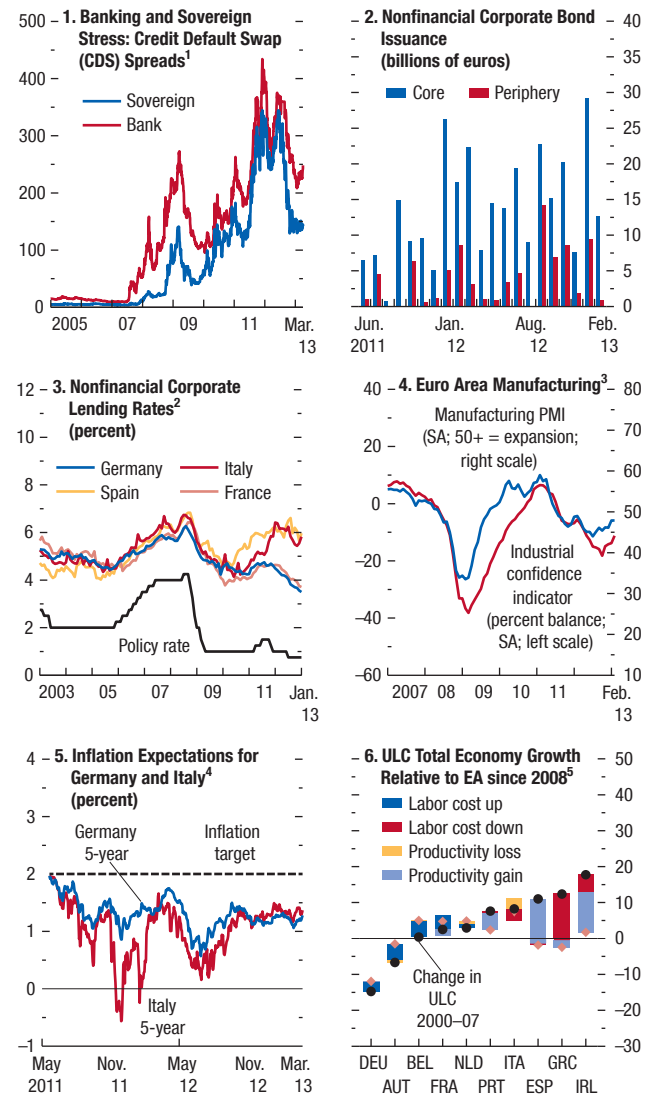 1. Banking and Sovereign
Stress: Credit Default Swap
(CDS) Spreads1
500
400
300
200
100
0
Sovereign
Bank
2005 07 09 11 Mar.
13
2. Nonfinancial Corporate Bond
Issuance
(billions of euros)
40
35
30
25
20
15
10
5
0
Core Periphery
Jun. Jan. Aug. Feb.
2011 12 12 13
3. Nonfinancial Corporate
Lending Rates2
(percent)
12
10
8
6
4
2
0
Germany Italy
Spain France
Policy rate
2003 05 07 09 11 Jan.
13
4. Euro Area Manufacturing3
40
20
0
–20
–40
–60
80
70
60
50
40
30
20
10
Manufacturing PMI
(SA; 50+ = expansion;
right scale)
Industrial
confidence
indicator
(percent balance;
SA; left scale)
2007 08 09 10 11 Feb.
13
5. Inflation Expectations for
Germany and Italy4
(percent)
4
3
2
1
0
–1
Germany
5-year
Inflation
target
Italy
5-year
May Nov. May Nov. Mar.
2011 11 12 12 13
6. ULC Total Economy Growth
Relative to EA since 20085
50
40
30
20
10
0
–10
–20
–30
Labor cost up
Labor cost down
Productivity loss
Productivity gain
Change in
ULC
2000–07
DEU BEL NLD ITA GRC
AUT FRA PRT ESP IRL